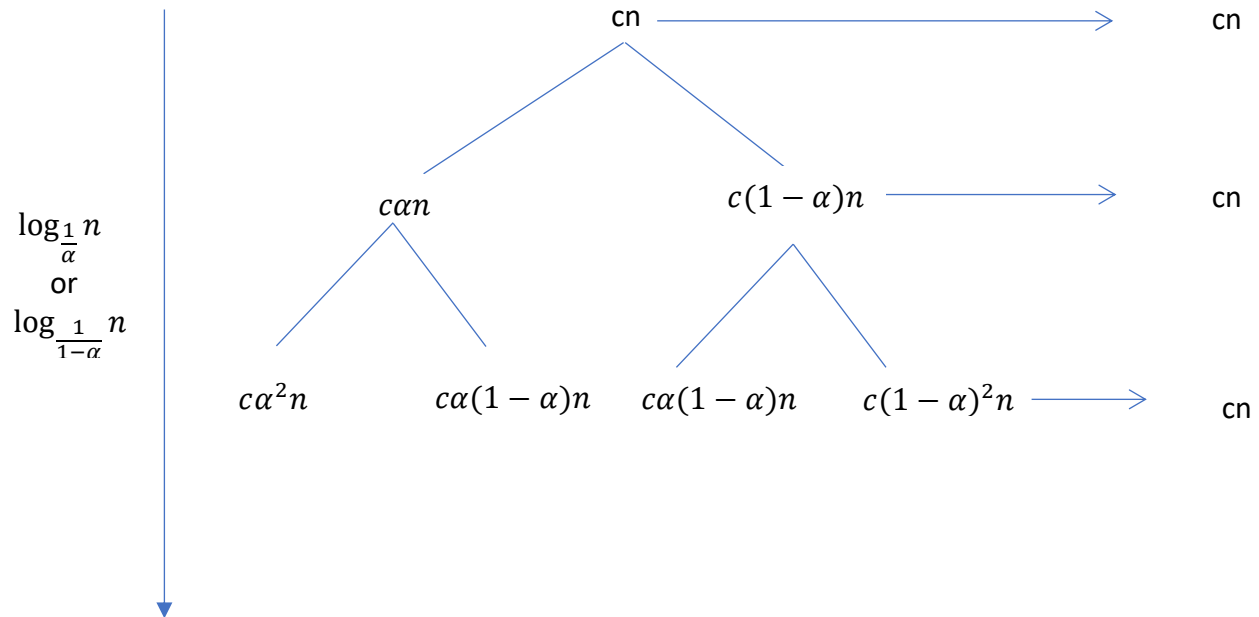 cn cn
cαn c(1 − α)n cn
log_{1/α} n
or
log_{1/(1−α)} n
cα²n cα(1 − α)n cα(1 − α)n c(1 − α)²n cn